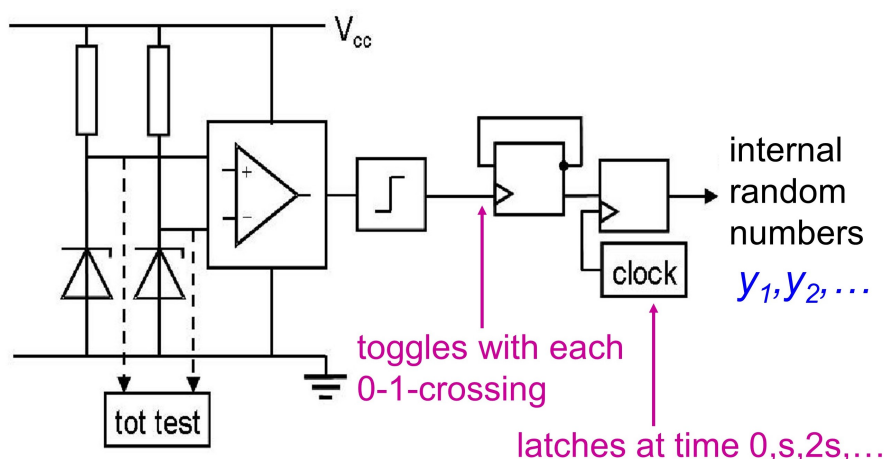 Vcc
+
−
internal
random
numbers
y1,y2,…
clock
toggles with each
0-1-crossing
tot test
latches at time 0,s,2s,…